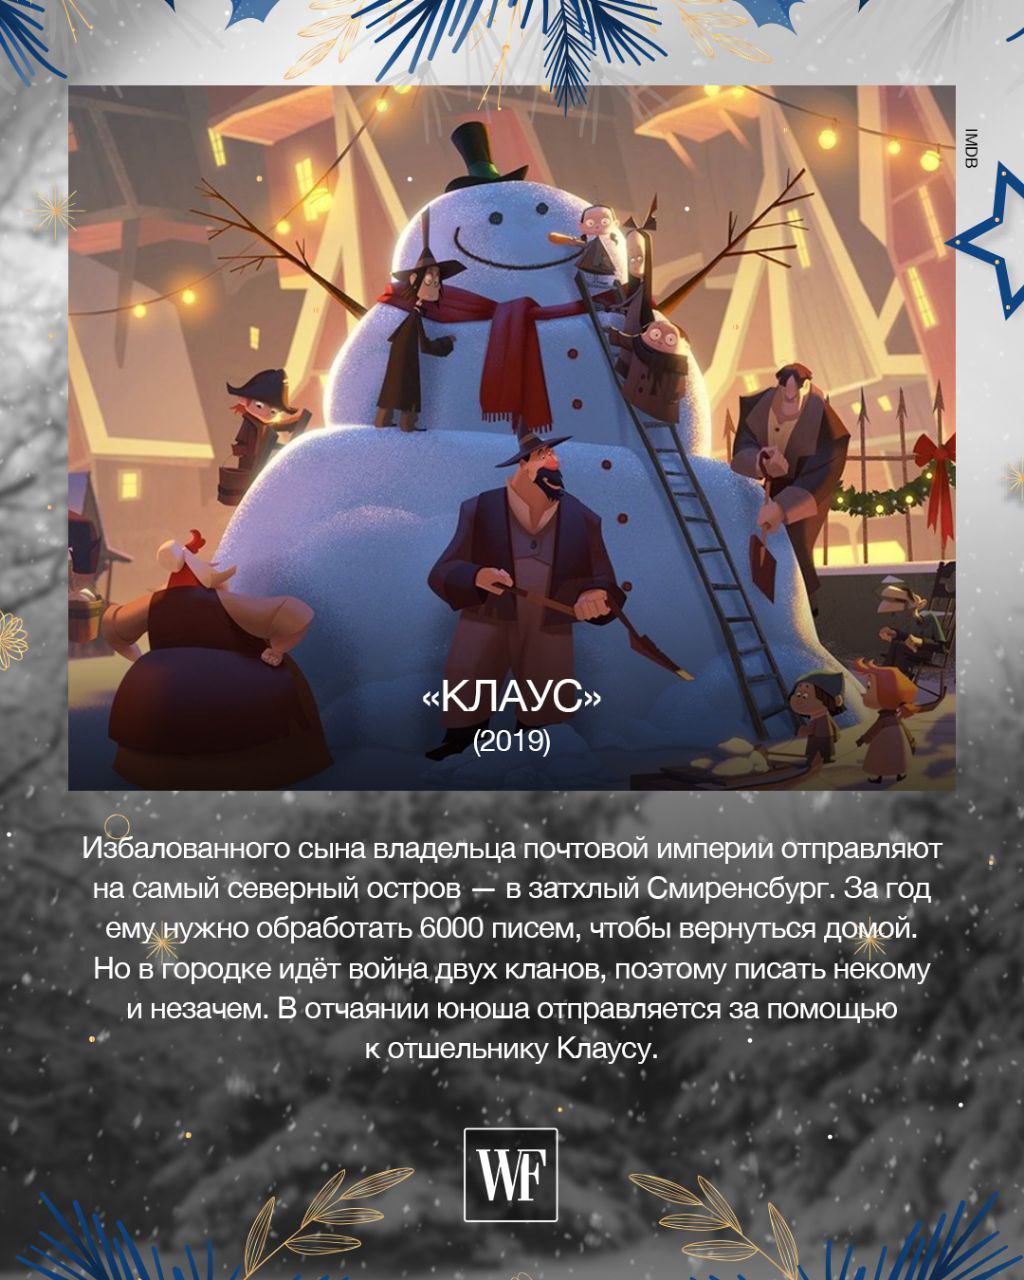 IMDB
«КЛАУС»
(2019)
Избалованного сына владельца почтовой империи отправляют
на самый северный остров — в затхлый Смиренсбург. За год
ему нужно обработать 6000 писем, чтобы вернуться домой.
Но в городке идёт война двух кланов, поэтому писать некому
и незачем. В отчаянии юноша отправляется за помощью
к отшельнику Клаусу.
WF